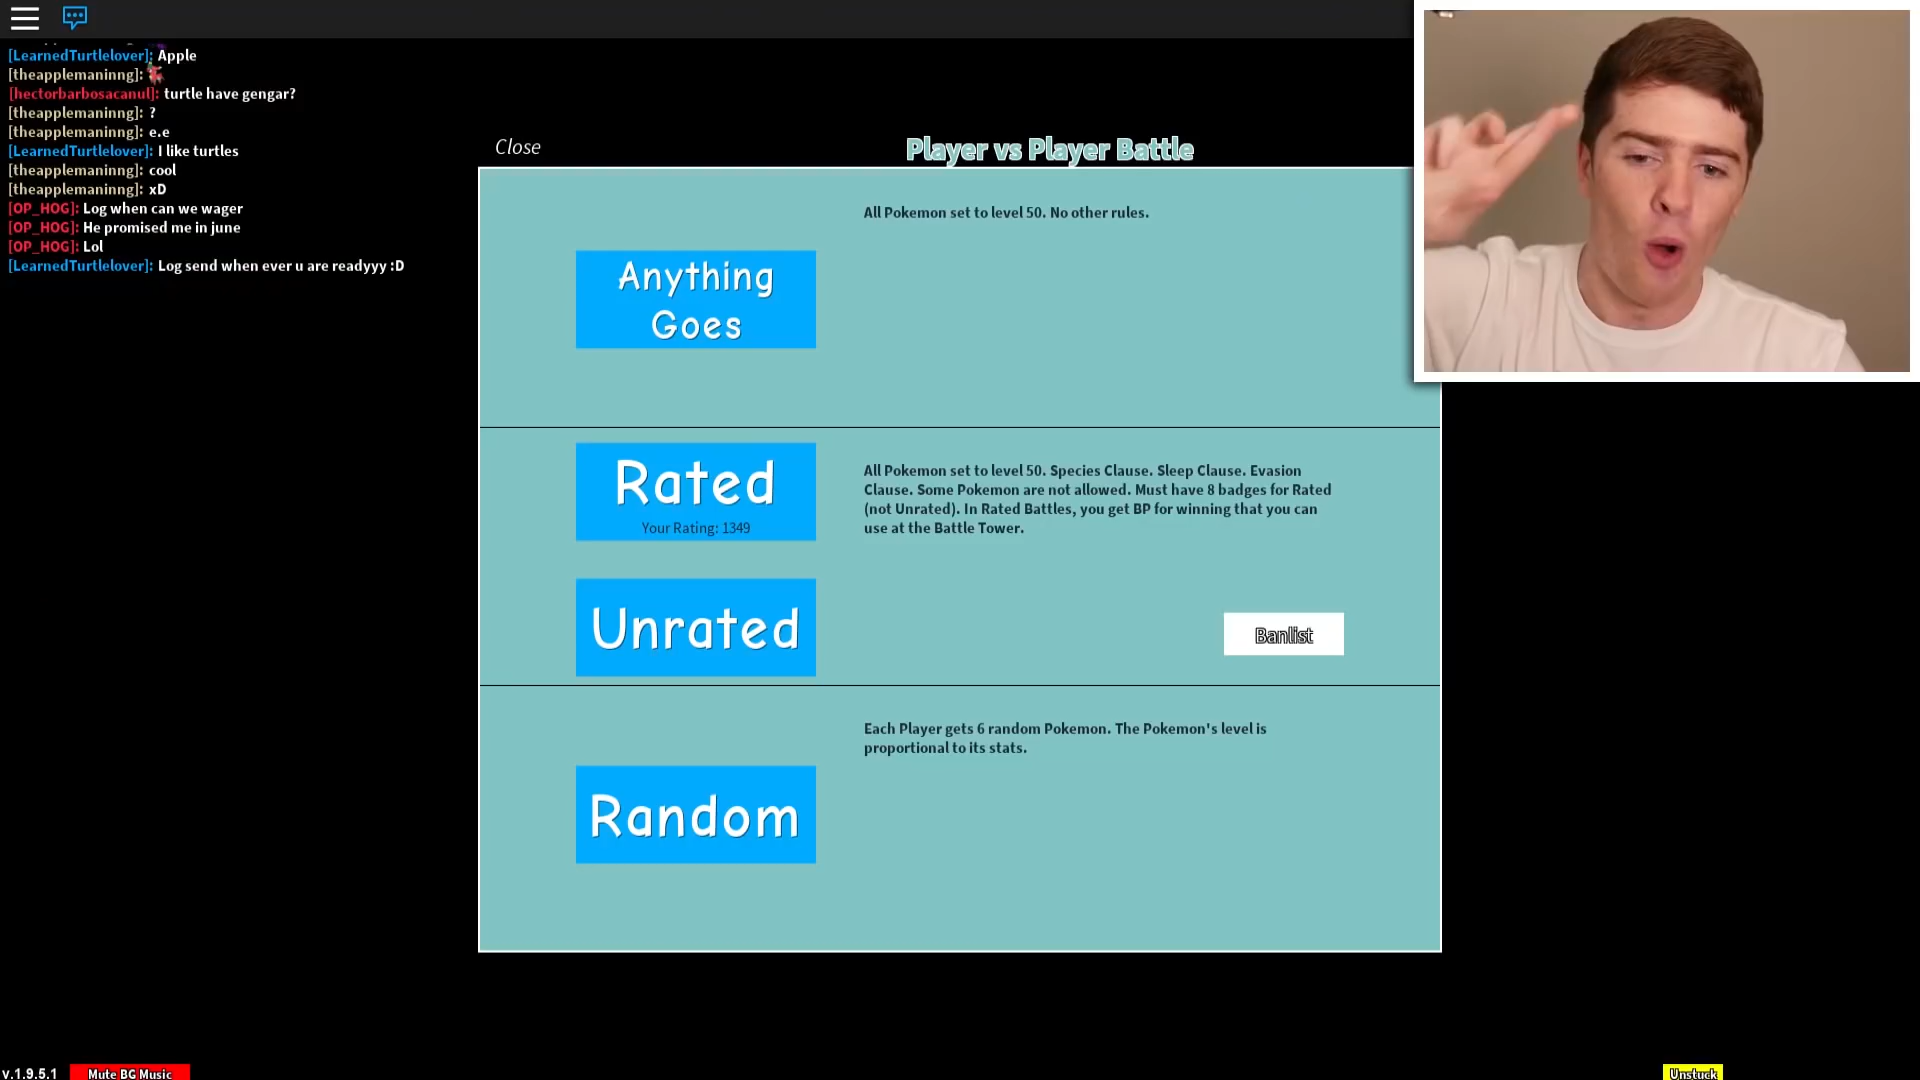 [LearnedTurtlelover]: Apple
[theapplemaninng]:
[hectorbarbosacanul]: turtle have gengar?
[theapplemaninng]: ?
[theapplemaninng]: e.e
[LearnedTurtlelover]: I like turtles
[theapplemaninng]: cool
[theapplemaninng]: xD
[OP_HOG]: Log when can we wager
[OP_HOG]: He promised me in june
[OP_HOG]: Lol
[LearnedTurtlelover]: Log send when ever u are readyyy :D
Close
Player vs Player Battle
All Pokemon set to level 50. No other rules.
Anything
Goes
Rated
Your Rating: 1349
All Pokemon set to level 50. Species Clause. Sleep Clause. Evasion
Clause. Some Pokemon are not allowed. Must have 8 badges for Rated
(not Unrated). In Rated Battles, you get BP for winning that you can
use at the Battle Tower.
Unrated
Banlist
Each Player gets 6 random Pokemon. The Pokemon's level is
proportional to its stats.
Random
v.1.9.5.1
Mute BG Music
Unstuck